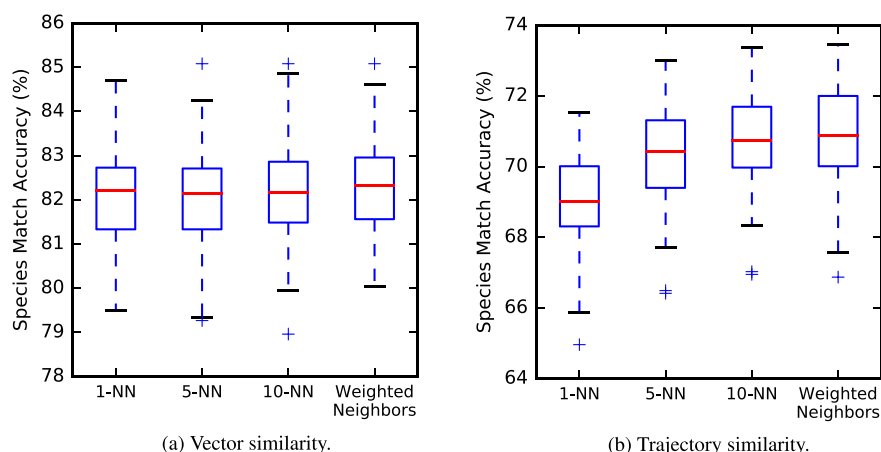 Species Match Accuracy (%)
86
85
84
83
82
81
80
79
78
1-NN
5-NN
10-NN
Weighted
Neighbors
(a) Vector similarity.
Species Match Accuracy (%)
74
72
70
68
66
64
1-NN
5-NN
10-NN
Weighted
Neighbors
(b) Trajectory similarity.